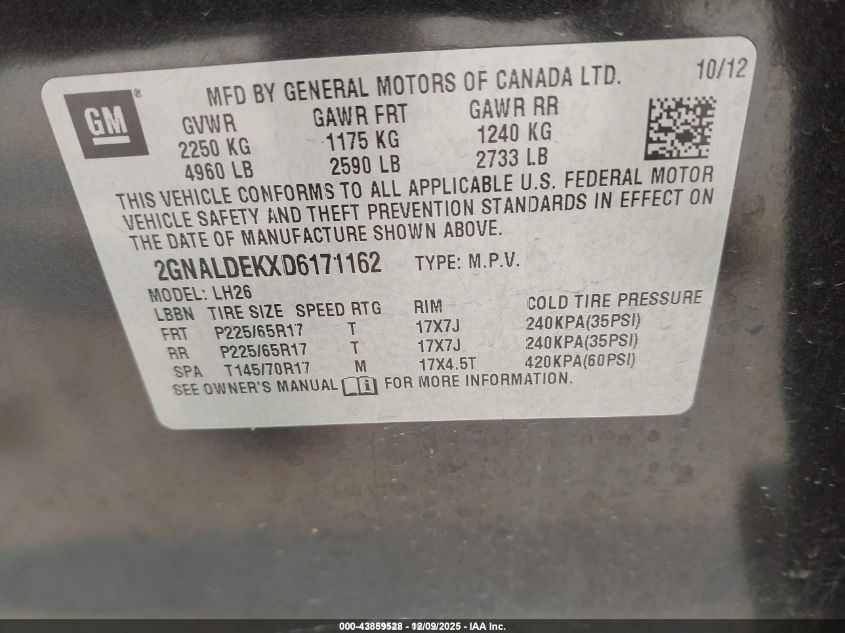 GM®
MFD BY GENERAL MOTORS OF CANADA LTD. 10/12
GVWR GAWR FRT GAWR RR
2250 KG 1175 KG 1240 KG
4960 LB 2590 LB 2733 LB
THIS VEHICLE CONFORMS TO ALL APPLICABLE U.S. FEDERAL MOTOR
VEHICLE SAFETY AND THEFT PREVENTION STANDARDS IN EFFECT ON
THE DATE OF MANUFACTURE SHOWN ABOVE.
2GNALDEKXD6171162 TYPE: M.P.V.
MODEL: LH26
LBBN TIRE SIZE SPEED RTG RIM COLD TIRE PRESSURE
FRT P225/65R17 T 17X7J 240KPA(35PSI)
RR P225/65R17 T 17X7J 240KPA(35PSI)
SPA T145/70R17 M 17X4.5T 420KPA(60PSI)
SEE OWNER'S MANUAL i FOR MORE INFORMATION.
000-43859528 - 12/09/2025 - IAA Inc.